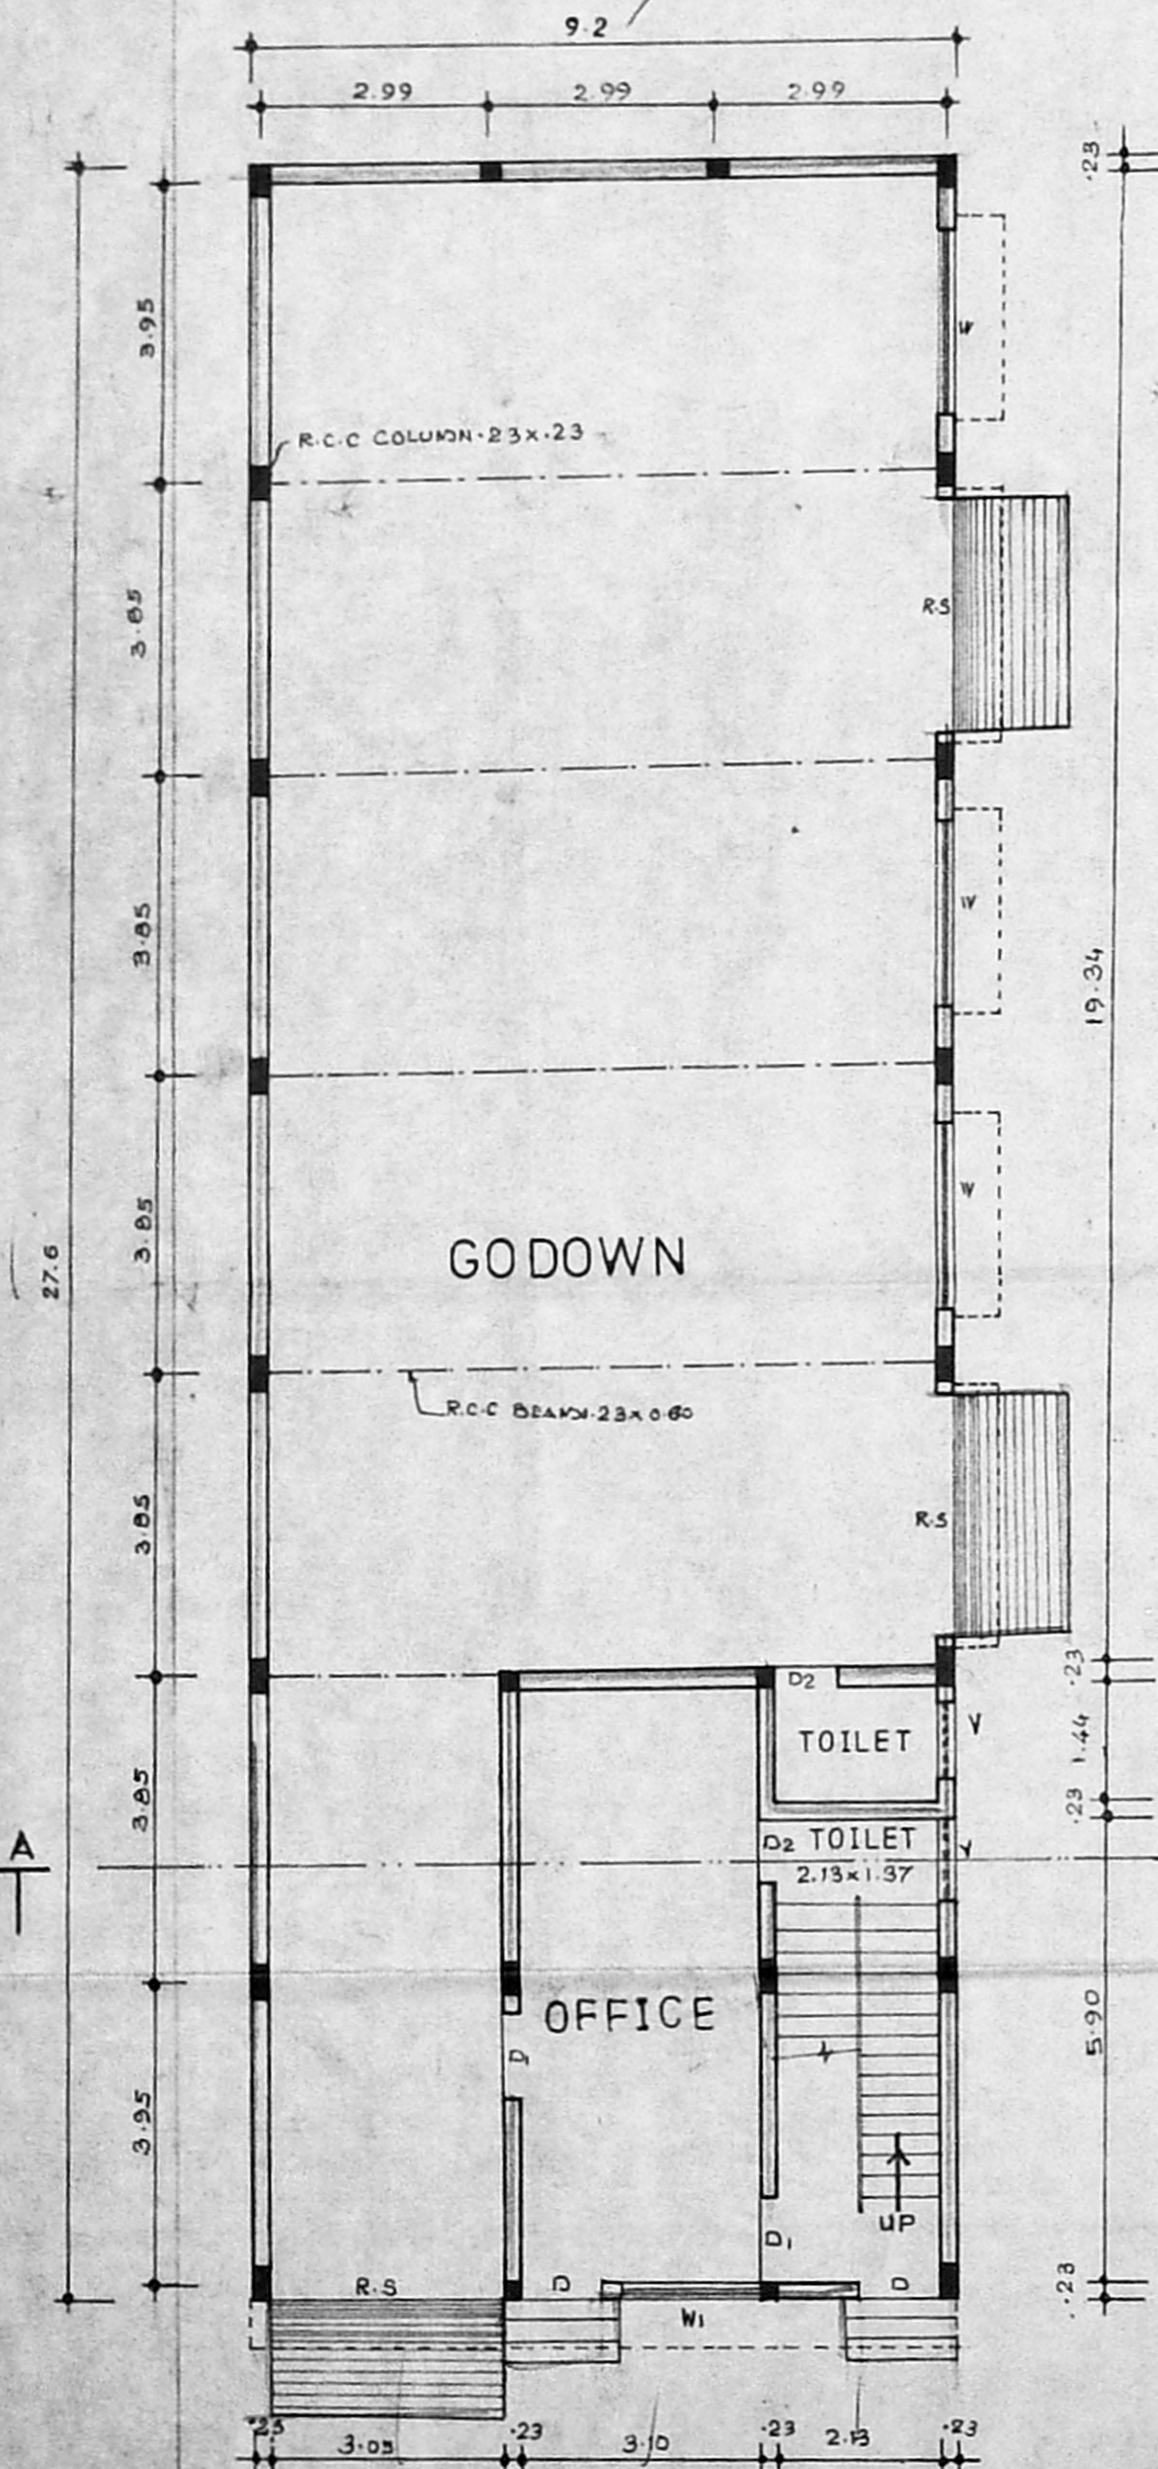 9.2
2.99 2.99 2.99
.23
3.95
W
R.C.C COLUMN .23x.23
3.85
R.S
3.85
W
19.34
3.85
W
GODOWN
27.6
R.C.C BEAM .23x0.60
3.85
R.S
.23
D2
TOILET
V
1.44
3.85
.23
A
D2 TOILET
V
2.13x1.37
OFFICE
5.90
D
3.95
UP
D1
R.S
D
D
.23
W1
.23 3.05 .23 3.10 .23 2.13 .23